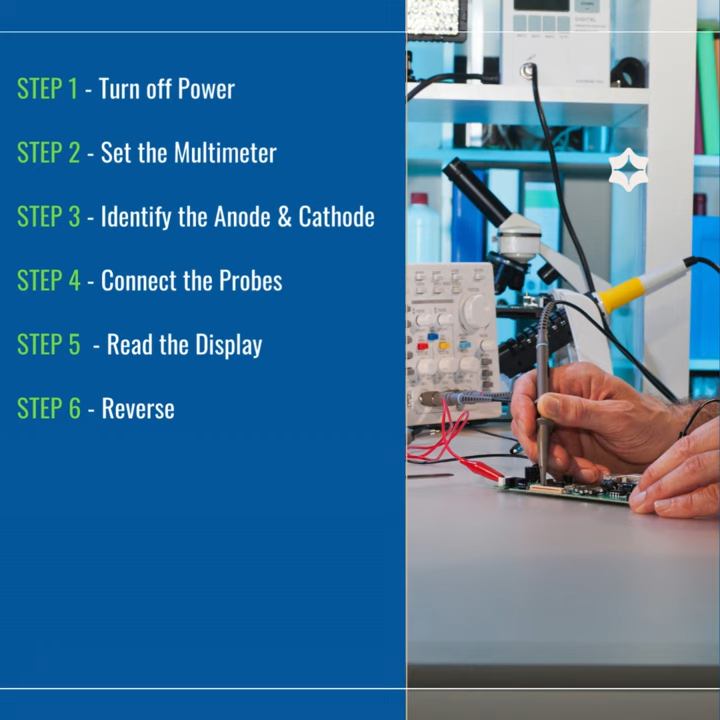 STEP 1 - Turn off Power
STEP 2 - Set the Multimeter
STEP 3 - Identify the Anode & Cathode
STEP 4 - Connect the Probes
STEP 5 - Read the Display
STEP 6 - Reverse
DIGITAL